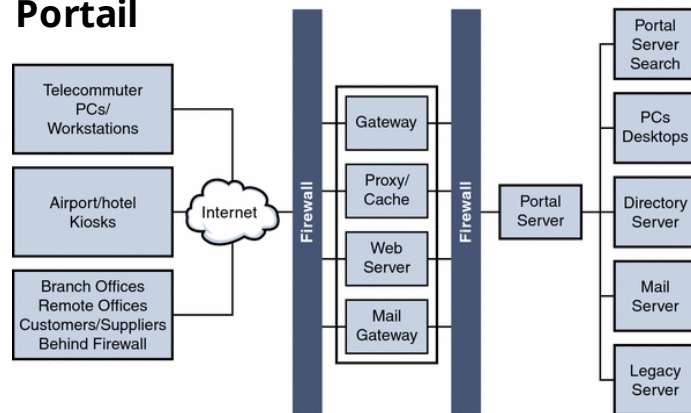 Portail
Telecommuter
PCs/
Workstations
Airport/hotel
Kiosks
Branch Offices
Remote Offices
Customers/Suppliers
Behind Firewall
Internet
Firewall
Gateway
Proxy/
Cache
Web
Server
Mail
Gateway
Firewall
Portal
Server
Portal
Server
Search
PCs
Desktops
Directory
Server
Mail
Server
Legacy
Server